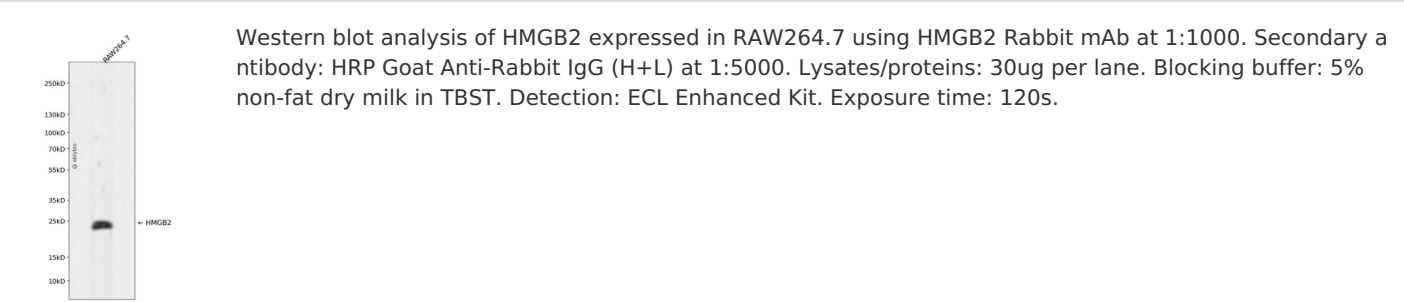 RAW264.7
250kD
130kD
100kD
70kD
55kD
35kD
25kD
15kD
10kD
← HMGB2
Western blot analysis of HMGB2 expressed in RAW264.7 using HMGB2 Rabbit mAb at 1:1000. Secondary a
ntibody: HRP Goat Anti-Rabbit IgG (H+L) at 1:5000. Lysates/proteins: 30ug per lane. Blocking buffer: 5%
non-fat dry milk in TBST. Detection: ECL Enhanced Kit. Exposure time: 120s.